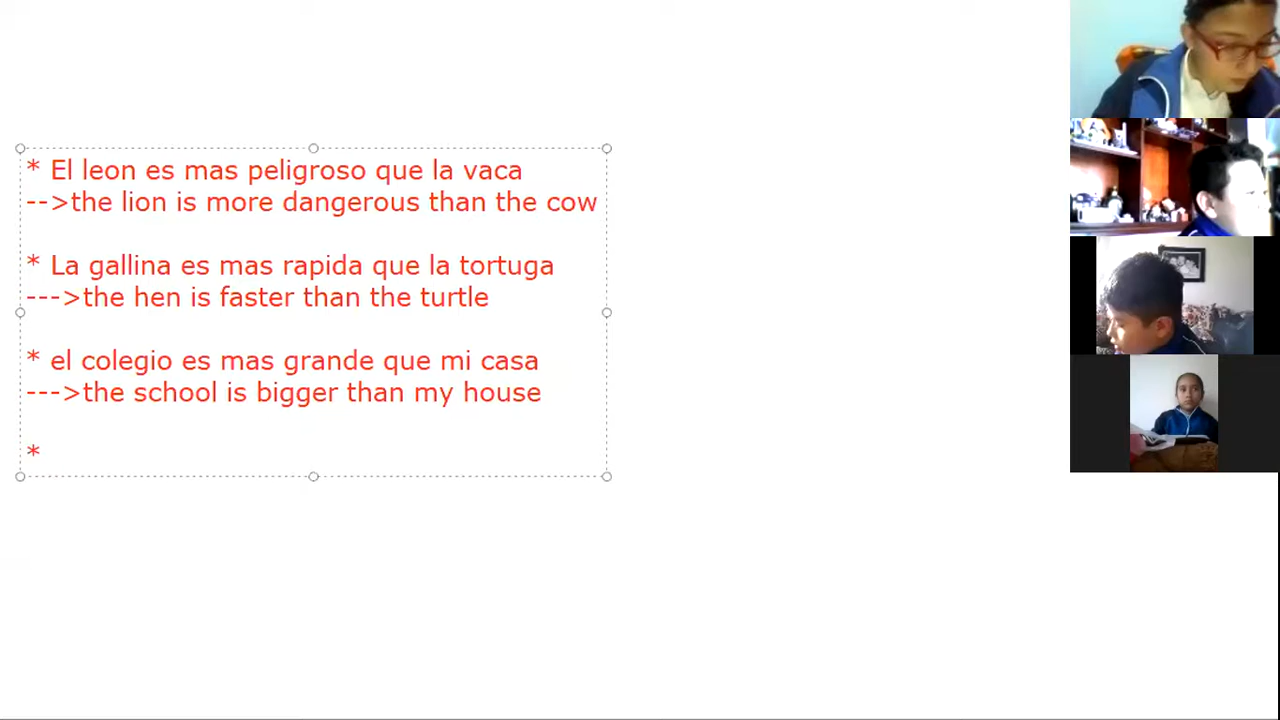 * El leon es mas peligroso que la vaca
-->the lion is more dangerous than the cow
* La gallina es mas rapida que la tortuga
--->the hen is faster than the turtle
* el colegio es mas grande que mi casa
--->the school is bigger than my house
*